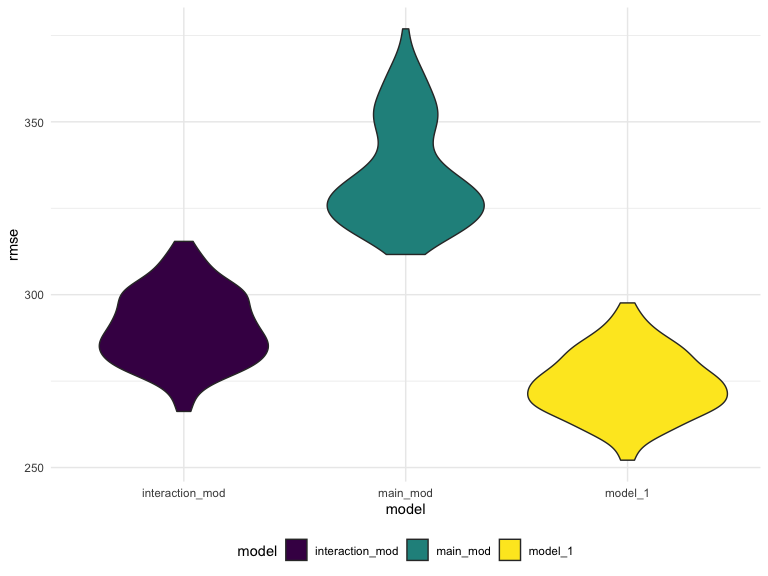 rmse
350
300
250
interaction_mod main_mod model_1
model
model interaction_mod main_mod model_1